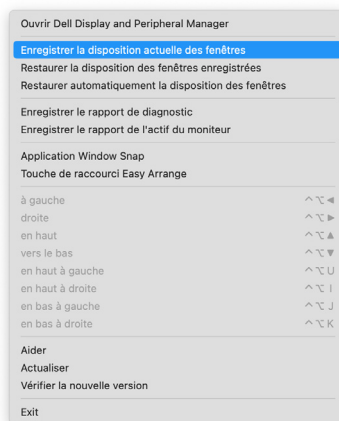 Ouvrir Dell Display and Peripheral Manager
Enregistrer la disposition actuelle des fenêtres
Restaurer la disposition des fenêtres enregistrées
Restaurer automatiquement la disposition des fenêtres
Enregistrer le rapport de diagnostic
Enregistrer le rapport de l'actif du moniteur
Application Window Snap
Touche de raccourci Easy Arrange
à gauche ⌃⌥◀
droite ⌃⌥▶
en haut ⌃⌥▲
vers le bas ⌃⌥▼
en haut à gauche ⌃⌥U
en haut à droite ⌃⌥I
en bas à gauche ⌃⌥J
en bas à droite ⌃⌥K
Aider
Actualiser
Vérifier la nouvelle version
Exit